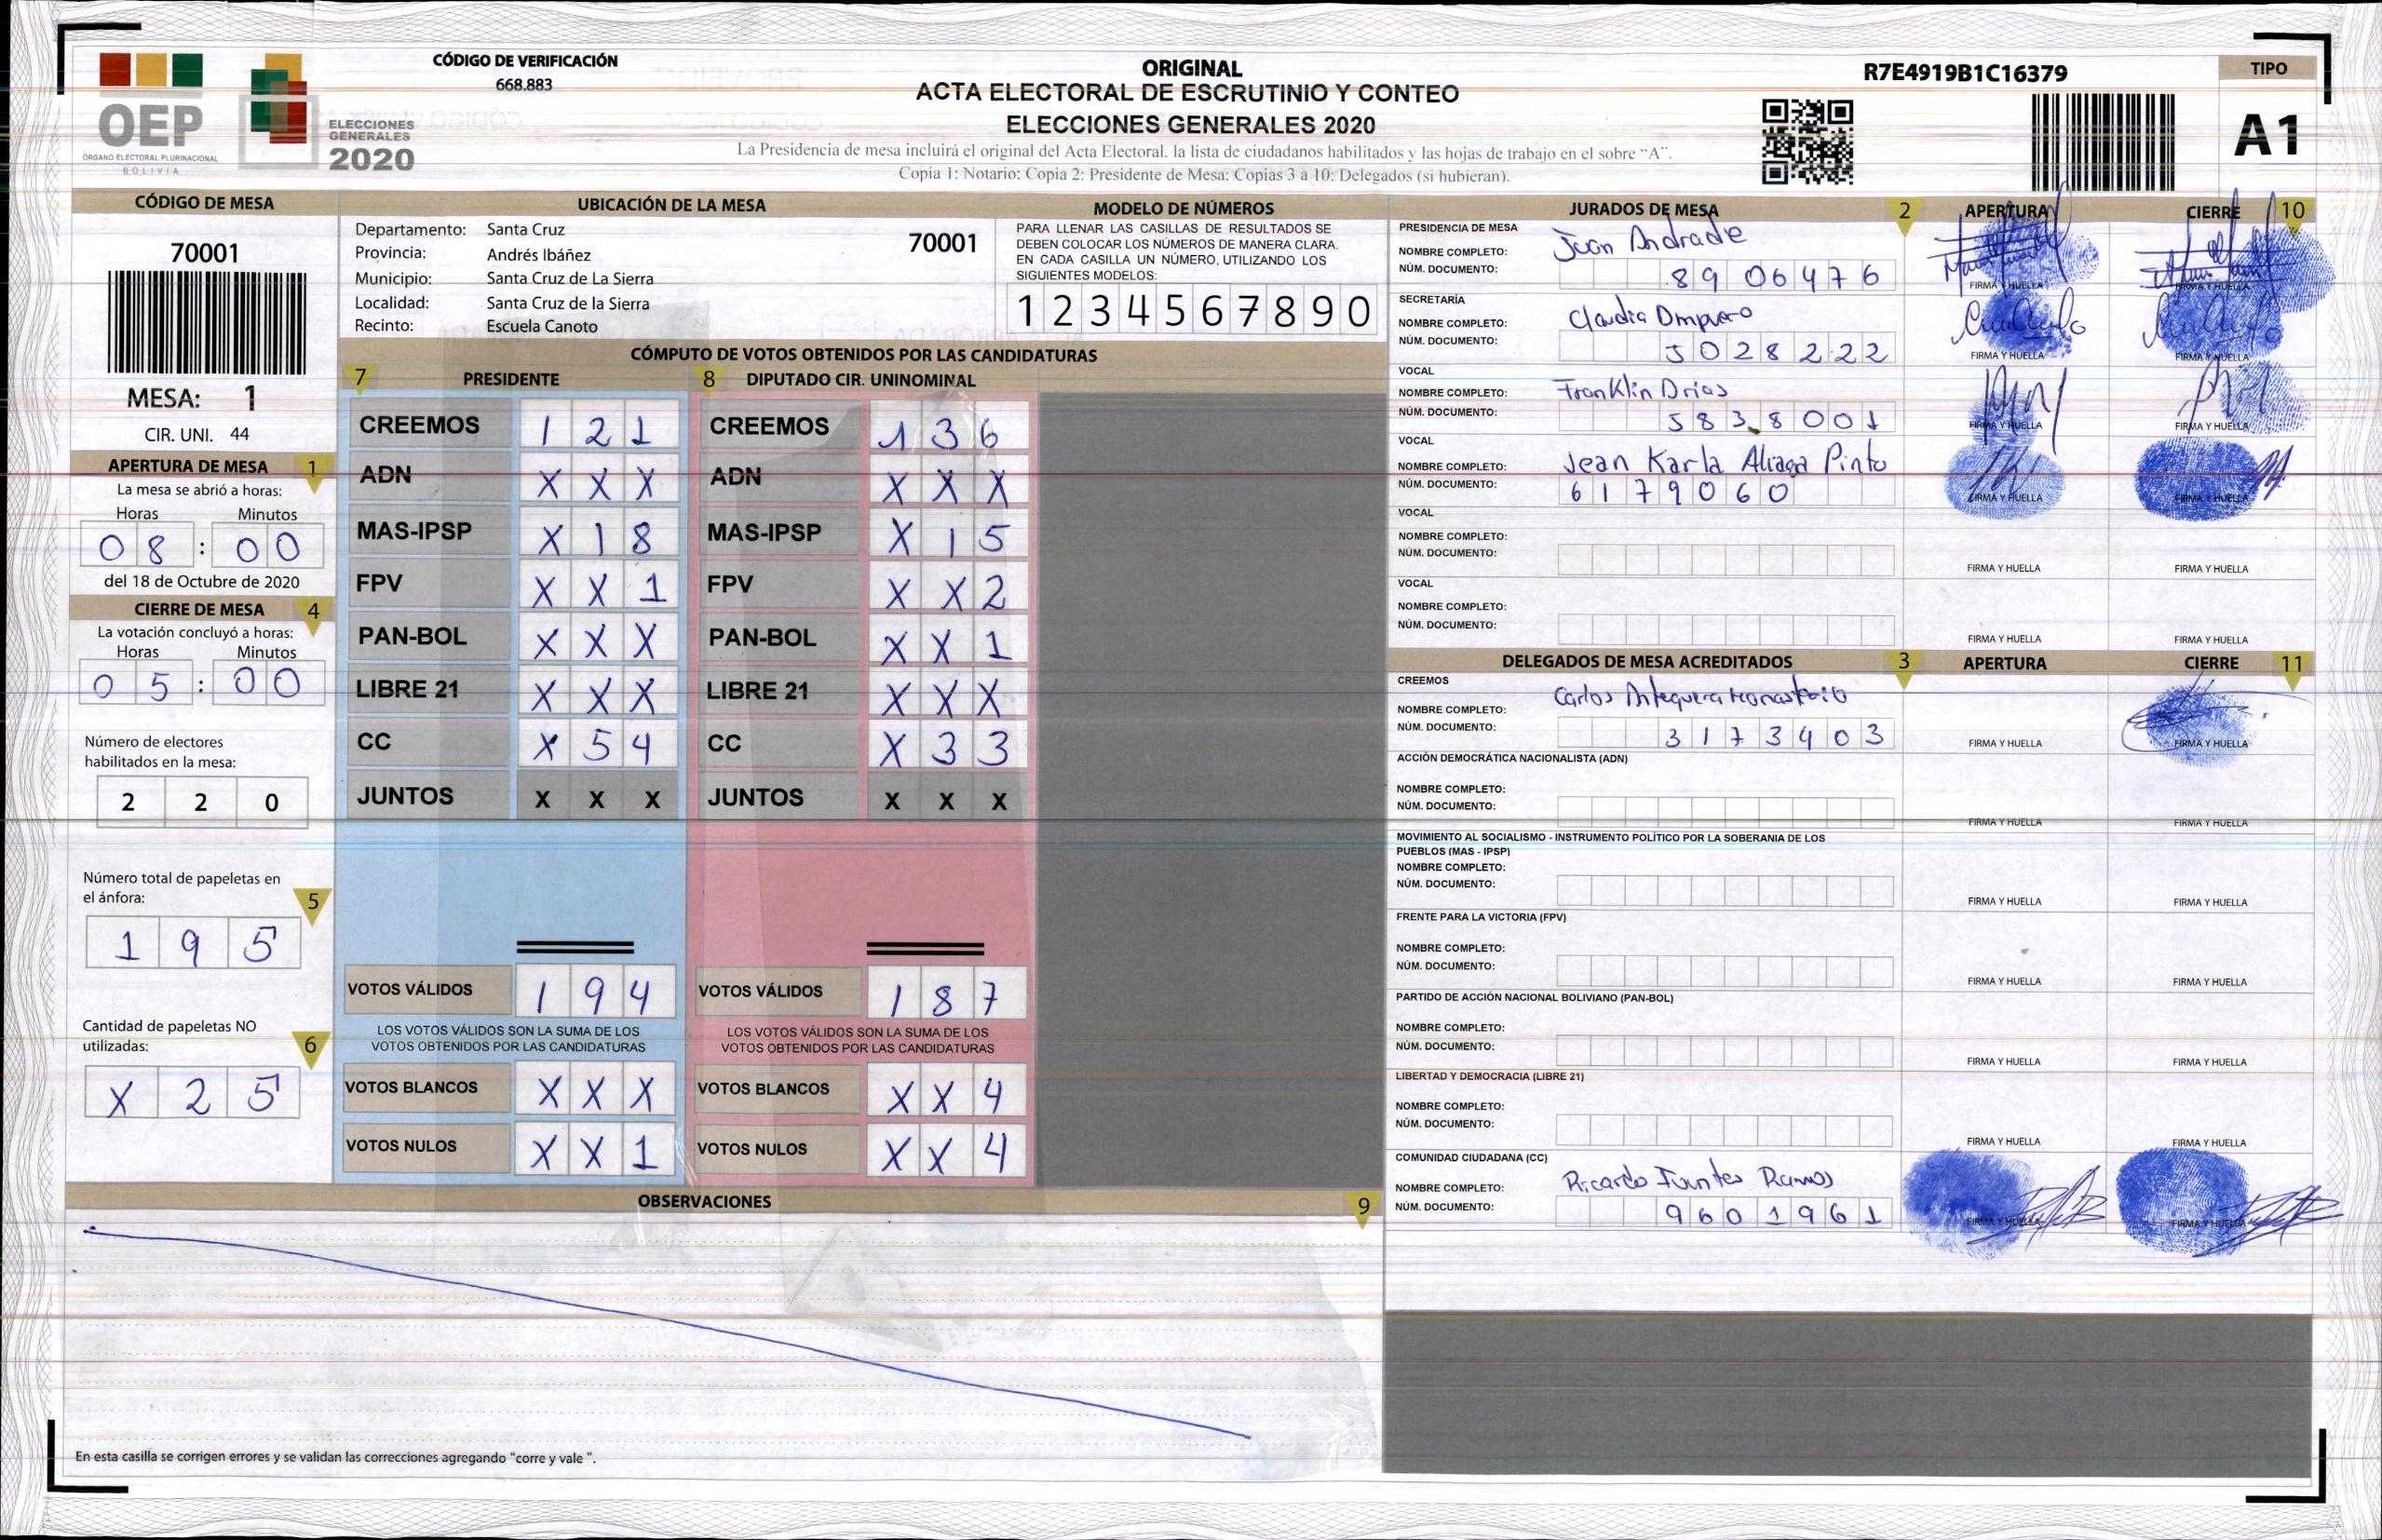 OEP
ÓRGANO ELECTORAL PLURINACIONAL
BOLIVIA
ELECCIONES
GENERALES
2020
CÓDIGO DE VERIFICACIÓN
668.883
ORIGINAL
ACTA ELECTORAL DE ESCRUTINIO Y CONTEO
ELECCIONES GENERALES 2020
La Presidencia de mesa incluirá el original del Acta Electoral, la lista de ciudadanos habilitados y las hojas de trabajo en el sobre "A".
Copia 1: Notario; Copia 2: Presidente de Mesa; Copias 3 a 10: Delegados (si hubieran).
R7E4919B1C16379
TIPO
A1
CÓDIGO DE MESA
70001
MESA: 1
CIR. UNI. 44
APERTURA DE MESA 1
La mesa se abrió a horas:
Horas Minutos
08 : 00
del 18 de Octubre de 2020
CIERRE DE MESA 4
La votación concluyó a horas:
Horas Minutos
05 : 00
Número de electores
habilitados en la mesa:
2 2 0
Número total de papeletas en
el ánfora: 5
1 9 5
Cantidad de papeletas NO
utilizadas: 6
X 2 5
UBICACIÓN DE LA MESA
Departamento: Santa Cruz
70001
Provincia: Andrés Ibáñez
Municipio: Santa Cruz de La Sierra
Localidad: Santa Cruz de la Sierra
Recinto: Escuela Canoto
MODELO DE NÚMEROS
PARA LLENAR LAS CASILLAS DE RESULTADOS SE
DEBEN COLOCAR LOS NÚMEROS DE MANERA CLARA.
EN CADA CASILLA UN NÚMERO, UTILIZANDO LOS
SIGUIENTES MODELOS:
1 2 3 4 5 6 7 8 9 0
CÓMPUTO DE VOTOS OBTENIDOS POR LAS CANDIDATURAS
7 PRESIDENTE 8 DIPUTADO CIR. UNINOMINAL
CREEMOS 1 2 1 CREEMOS 1 3 6
ADN X X X ADN X X X
MAS-IPSP X 1 8 MAS-IPSP X 1 5
FPV X X 1 FPV X X 2
PAN-BOL X X X PAN-BOL X X 1
LIBRE 21 X X X LIBRE 21 X X X
CC X 5 4 CC X 3 3
JUNTOS X X X JUNTOS X X X
VOTOS VÁLIDOS 1 9 4 VOTOS VÁLIDOS 1 8 7
LOS VOTOS VÁLIDOS SON LA SUMA DE LOS LOS VOTOS VÁLIDOS SON LA SUMA DE LOS
VOTOS OBTENIDOS POR LAS CANDIDATURAS VOTOS OBTENIDOS POR LAS CANDIDATURAS
VOTOS BLANCOS X X X VOTOS BLANCOS X X 4
VOTOS NULOS X X 1 VOTOS NULOS X X 4
OBSERVACIONES 9
En esta casilla se corrigen errores y se validan las correcciones agregando "corre y vale ".
JURADOS DE MESA 2 APERTURA CIERRE 10
PRESIDENCIA DE MESA
NOMBRE COMPLETO: Juan Andrade
NÚM. DOCUMENTO: 8906476
FIRMA Y HUELLA FIRMA Y HUELLA
SECRETARÍA
NOMBRE COMPLETO: Claudia
NÚM. DOCUMENTO: 5028222
FIRMA Y HUELLA FIRMA Y HUELLA
VOCAL
NOMBRE COMPLETO: Franklin
NÚM. DOCUMENTO: 5838001
FIRMA Y HUELLA FIRMA Y HUELLA
VOCAL
NOMBRE COMPLETO: Jean Karla Aliaga Pinto
NÚM. DOCUMENTO: 6179060
FIRMA Y HUELLA FIRMA Y HUELLA
VOCAL
NOMBRE COMPLETO:
NÚM. DOCUMENTO:
FIRMA Y HUELLA FIRMA Y HUELLA
VOCAL
NOMBRE COMPLETO:
NÚM. DOCUMENTO:
FIRMA Y HUELLA FIRMA Y HUELLA
DELEGADOS DE MESA ACREDITADOS 3 APERTURA CIERRE 11
CREEMOS
NOMBRE COMPLETO: Carlos Antequera
NÚM. DOCUMENTO: 3173403
FIRMA Y HUELLA FIRMA Y HUELLA
ACCIÓN DEMOCRÁTICA NACIONALISTA (ADN)
NOMBRE COMPLETO:
NÚM. DOCUMENTO:
FIRMA Y HUELLA FIRMA Y HUELLA
MOVIMIENTO AL SOCIALISMO - INSTRUMENTO POLÍTICO POR LA SOBERANIA DE LOS
PUEBLOS (MAS - IPSP)
NOMBRE COMPLETO:
NÚM. DOCUMENTO:
FIRMA Y HUELLA FIRMA Y HUELLA
FRENTE PARA LA VICTORIA (FPV)
NOMBRE COMPLETO:
NÚM. DOCUMENTO:
FIRMA Y HUELLA FIRMA Y HUELLA
PARTIDO DE ACCIÓN NACIONAL BOLIVIANO (PAN-BOL)
NOMBRE COMPLETO:
NÚM. DOCUMENTO:
FIRMA Y HUELLA FIRMA Y HUELLA
LIBERTAD Y DEMOCRACIA (LIBRE 21)
NOMBRE COMPLETO:
NÚM. DOCUMENTO:
FIRMA Y HUELLA FIRMA Y HUELLA
COMUNIDAD CIUDADANA (CC)
NOMBRE COMPLETO: Ricardo Fuentes Ramos
NÚM. DOCUMENTO: 9601961
FIRMA Y HUELLA FIRMA Y HUELLA